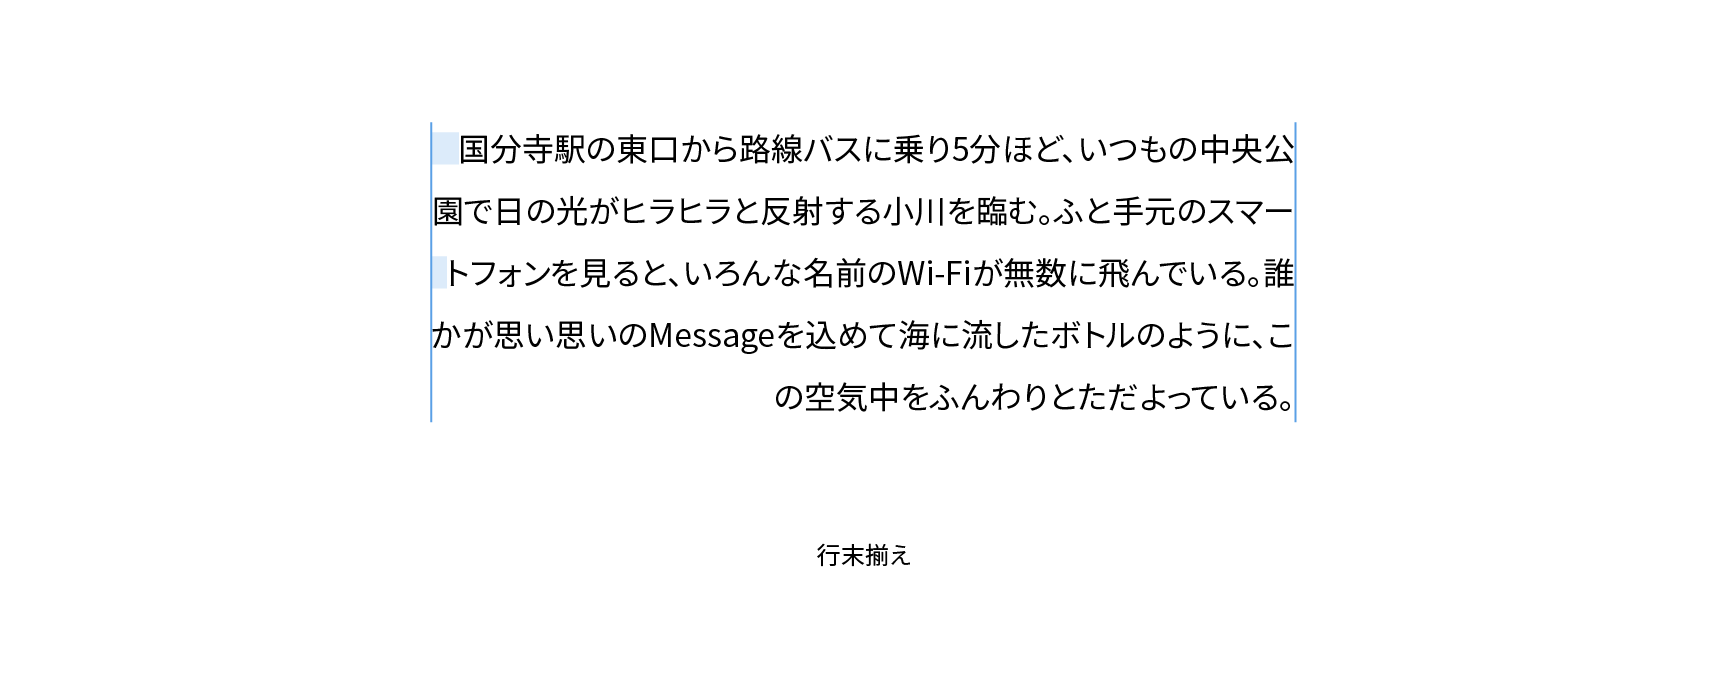 国分寺駅の東口から路線バスに乗り5分ほど、いつもの中央公
園で日の光がヒラヒラと反射する小川を臨む。ふと手元のスマー
トフォンを見ると、いろんな名前のWi-Fiが無数に飛んでいる。誰
かが思い思いのMessageを込めて海に流したボトルのように、こ
の空気中をふんわりとただよっている。
行末揃え